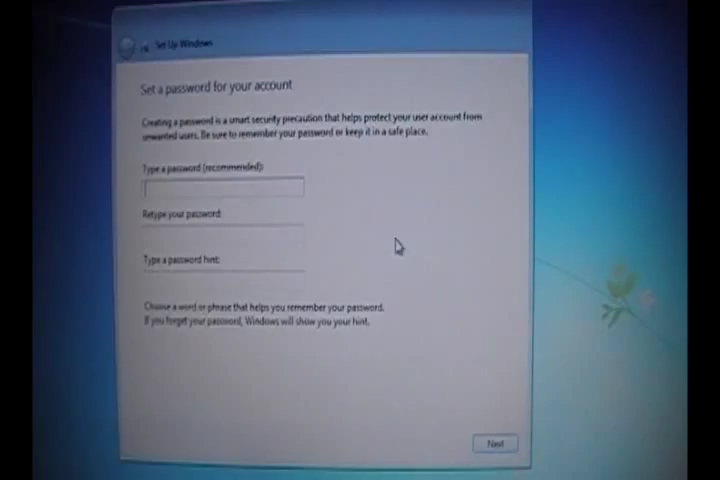 Set Up Windows
Set a password for your account
Creating a password is a smart security precaution that helps protect your user account from
unwanted users. Be sure to remember your password or keep it in a safe place.
Type a password (recommended):
Retype your password:
Type a password hint:
Choose a word or phrase that helps you remember your password.
If you forget your password, Windows will show you your hint.
Next